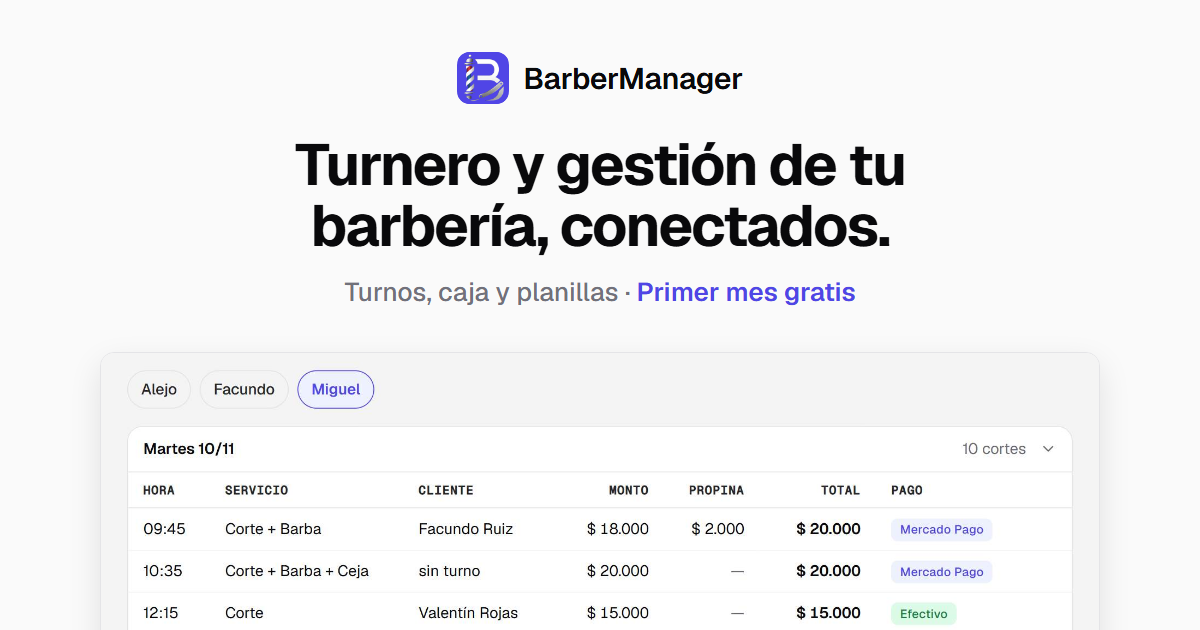 BarberManager
Turnero y gestión de tu
barbería, conectados.
Turnos, caja y planillas · Primer mes gratis
Alejo Facundo Miguel
Martes 10/11 10 cortes
HORA SERVICIO CLIENTE MONTO PROPINA TOTAL PAGO
09:45 Corte + Barba Facundo Ruiz $ 18.000 $ 2.000 $ 20.000 Mercado Pago
10:35 Corte + Barba + Ceja sin turno $ 20.000 — $ 20.000 Mercado Pago
12:15 Corte Valentín Rojas $ 15.000 — $ 15.000 Efectivo